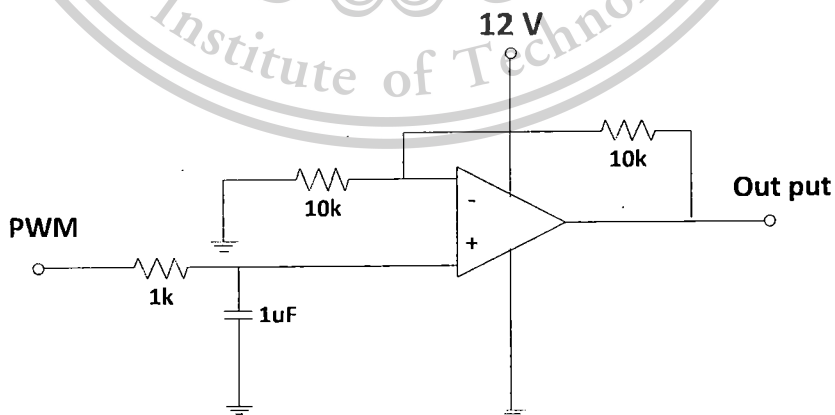 Institute of Techno
12 V
10k
10k
Out put
-
+
PWM
1k
1uF